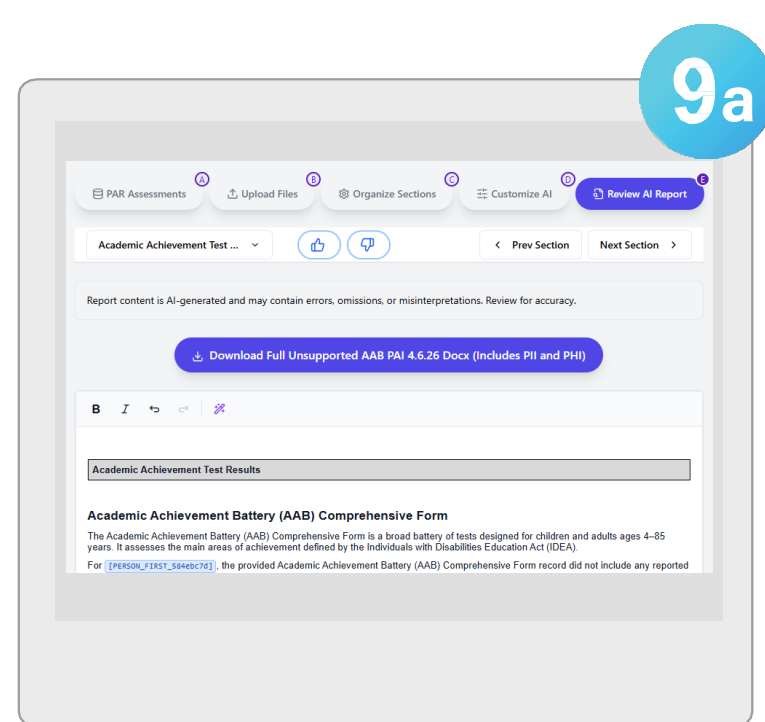 9a
A B C D E
PAR Assessments Upload Files Organize Sections Customize AI Review AI Report
Academic Achievement Test ... Prev Section Next Section
Report content is AI-generated and may contain errors, omissions, or misinterpretations. Review for accuracy.
Download Full Unsupported AAB PAI 4.6.26 Docx (Includes PII and PHI)
B I
Academic Achievement Test Results
Academic Achievement Battery (AAB) Comprehensive Form
The Academic Achievement Battery (AAB) Comprehensive Form is a broad battery of tests designed for children and adults ages 4–85
years. It assesses the main areas of achievement defined by the Individuals with Disabilities Education Act (IDEA).
For [PERSON_FIRST_584ebc7d], the provided Academic Achievement Battery (AAB) Comprehensive Form record did not include any reported